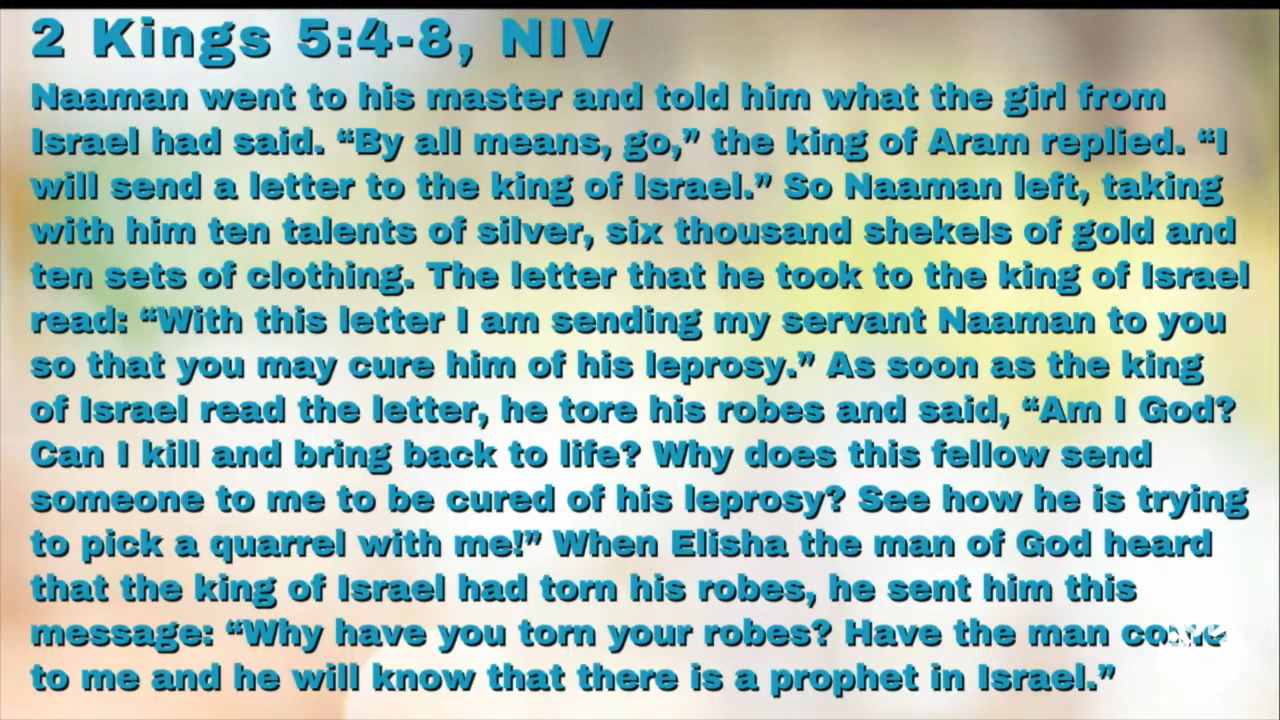 2 Kings 5:4-8, NIV
Naaman went to his master and told him what the girl from
Israel had said. “By all means, go,” the king of Aram replied. “I
will send a letter to the king of Israel.” So Naaman left, taking
with him ten talents of silver, six thousand shekels of gold and
ten sets of clothing. The letter that he took to the king of Israel
read: “With this letter I am sending my servant Naaman to you
so that you may cure him of his leprosy.” As soon as the king
of Israel read the letter, he tore his robes and said, “Am I God?
Can I kill and bring back to life? Why does this fellow send
someone to me to be cured of his leprosy? See how he is trying
to pick a quarrel with me!” When Elisha the man of God heard
that the king of Israel had torn his robes, he sent him this
message: “Why have you torn your robes? Have the man come
to me and he will know that there is a prophet in Israel.”